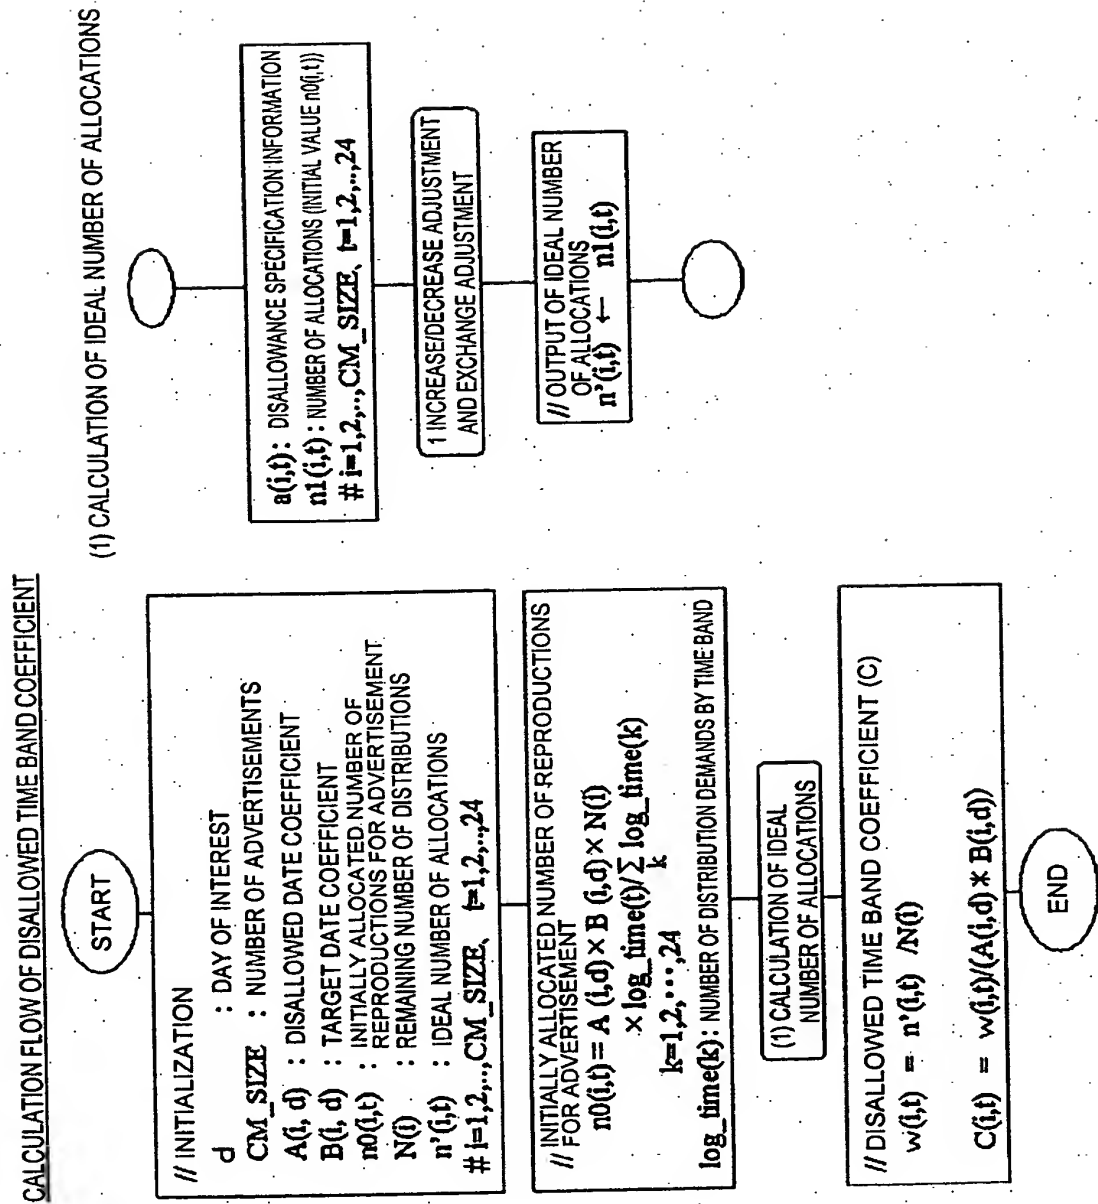 CALCULATION FLOW OF DISALLOWED TIME BAND COEFFICIENT
START
// INITIALIZATION
d : DAY OF INTEREST
CM_SIZE : NUMBER OF ADVERTISEMENTS
A(i, d) : DISALLOWED DATE COEFFICIENT
B(i, d) : TARGET DATE COEFFICIENT
n0(i,t) : INITIALLY ALLOCATED NUMBER OF
REPRODUCTIONS FOR ADVERTISEMENT
N(i) : REMAINING NUMBER OF DISTRIBUTIONS
n'(i,t) : IDEAL NUMBER OF ALLOCATIONS
# i=1,2,..,CM_SIZE, t=1,2,..,24
// INITIALLY ALLOCATED NUMBER OF REPRODUCTIONS
FOR ADVERTISEMENT
n0(i,t) = A (i,d) × B (i,d) × N(i)
× log_time(t)/∑ log_time(k)
k
k=1,2,···,24
log_time(k) : NUMBER OF DISTRIBUTION DEMANDS BY TIME BAND
(1) CALCULATION OF IDEAL
NUMBER OF ALLOCATIONS
// DISALLOWED TIME BAND COEFFICIENT (C)
w(i,t) = n'(i,t) /N(i)
C(i,t) = w(i,t)/(A(i,d) × B(i,d))
END
(1) CALCULATION OF IDEAL NUMBER OF ALLOCATIONS
a(i,t) : DISALLOWANCE SPECIFICATION INFORMATION
n1(i,t) : NUMBER OF ALLOCATIONS (INITIAL VALUE n0(i,t))
# i=1,2,..,CM_SIZE, t=1,2,..,24
1 INCREASE/DECREASE ADJUSTMENT
AND EXCHANGE ADJUSTMENT
// OUTPUT OF IDEAL NUMBER
OF ALLOCATIONS
n'(i,t) ← n1(i,t)